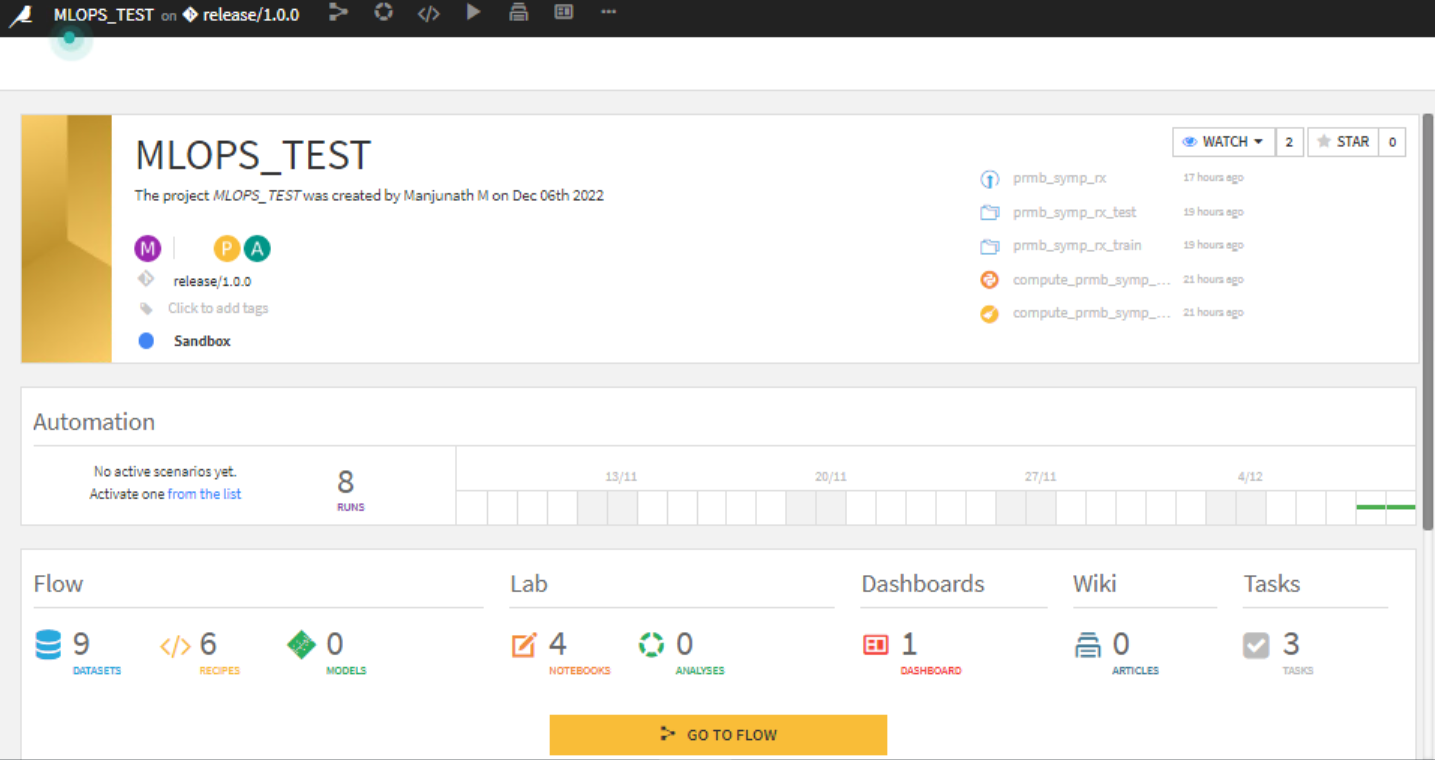 MLOPS_TEST on release/1.0.0
MLOPS_TEST
The project MLOPS_TEST was created by Manjunath M on Dec 06th 2022
M P A
release/1.0.0
Click to add tags
Sandbox
WATCH 2 STAR 0
prmb_symp_rx 17 hours ago
prmb_symp_rx_test 19 hours ago
prmb_symp_rx_train 19 hours ago
compute_prmb_symp_... 21 hours ago
compute_prmb_symp_... 21 hours ago
Automation
No active scenarios yet.
Activate one from the list
8
RUNS
13/11 20/11 27/11 4/12
Flow Lab Dashboards Wiki Tasks
9 6 0 4 0 1 0 3
DATASETS RECIPES MODELS NOTEBOOKS ANALYSES DASHBOARD ARTICLES TASKS
GO TO FLOW